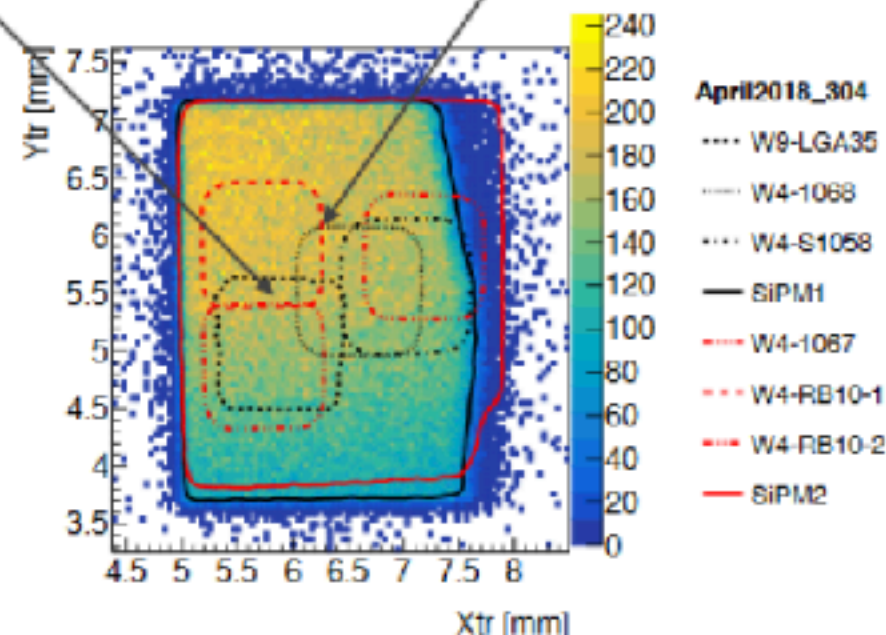 7.5
7
6.5
6
5.5
5
4.5
4
3.5
Ytr [mm]
4.5 5 5.5 6 6.5 7 7.5 8
Xtr [mm]
240
220
200
180
160
140
120
100
80
60
40
20
0
April2018_304
W9-LGA35
W4-1068
W4-S1058
SiPM1
W4-1067
W4-RB10-1
W4-RB10-2
SiPM2